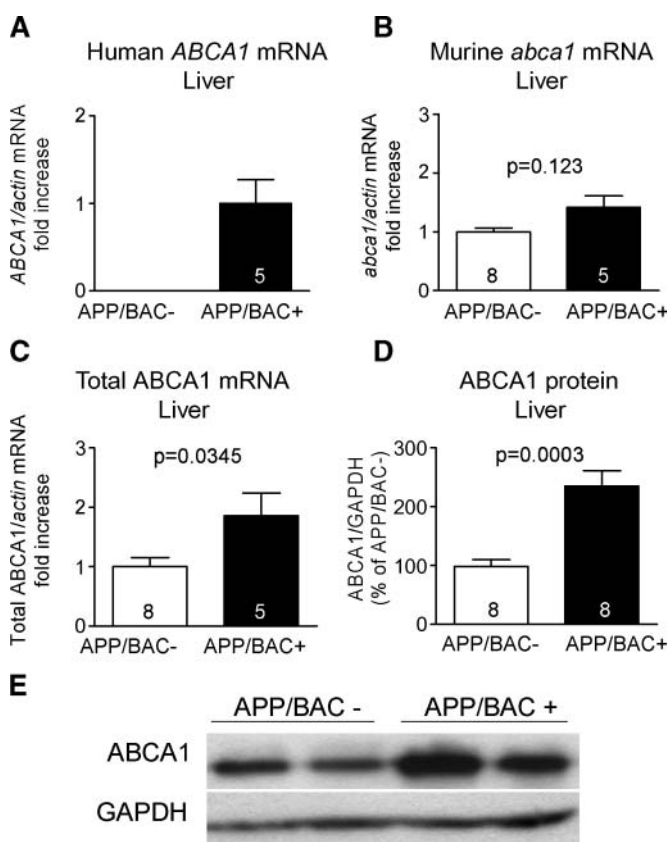 A
Human ABCA1 mRNA
Liver
ABCA1/actin mRNA
fold increase
2
1
0
5
APP/BAC-
APP/BAC+
B
Murine abca1 mRNA
Liver
abca1/actin mRNA
fold increase
3
2
1
0
p=0.123
8
5
APP/BAC-
APP/BAC+
C
Total ABCA1 mRNA
Liver
Total ABCA1/actin mRNA
fold increase
3
2
1
0
p=0.0345
8
5
APP/BAC-
APP/BAC+
D
ABCA1 protein
Liver
ABCA1/GAPDH
(% of APP/BAC-)
300
200
100
0
p=0.0003
8
8
APP/BAC-
APP/BAC+
E
APP/BAC -
APP/BAC +
ABCA1
GAPDH